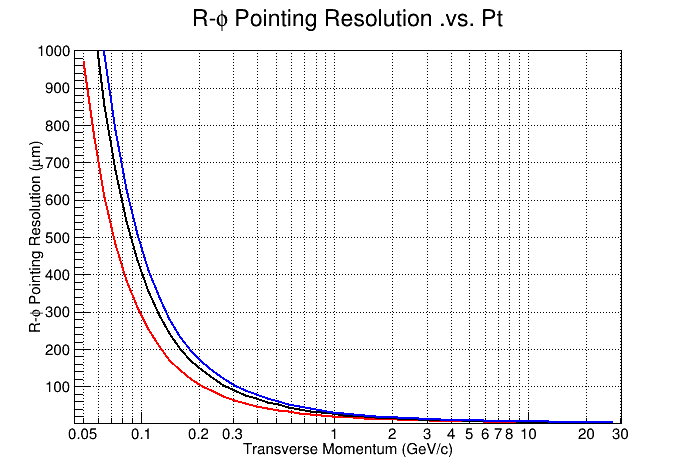 R-ϕ Pointing Resolution .vs. Pt
1000
900
800
700
600
500
400
300
200
100
R-ϕ Pointing Resolution (μm)
0.05 0.1 0.2 0.3 1 2 3 4 5 6 7 8 10 20 30
Transverse Momentum (GeV/c)